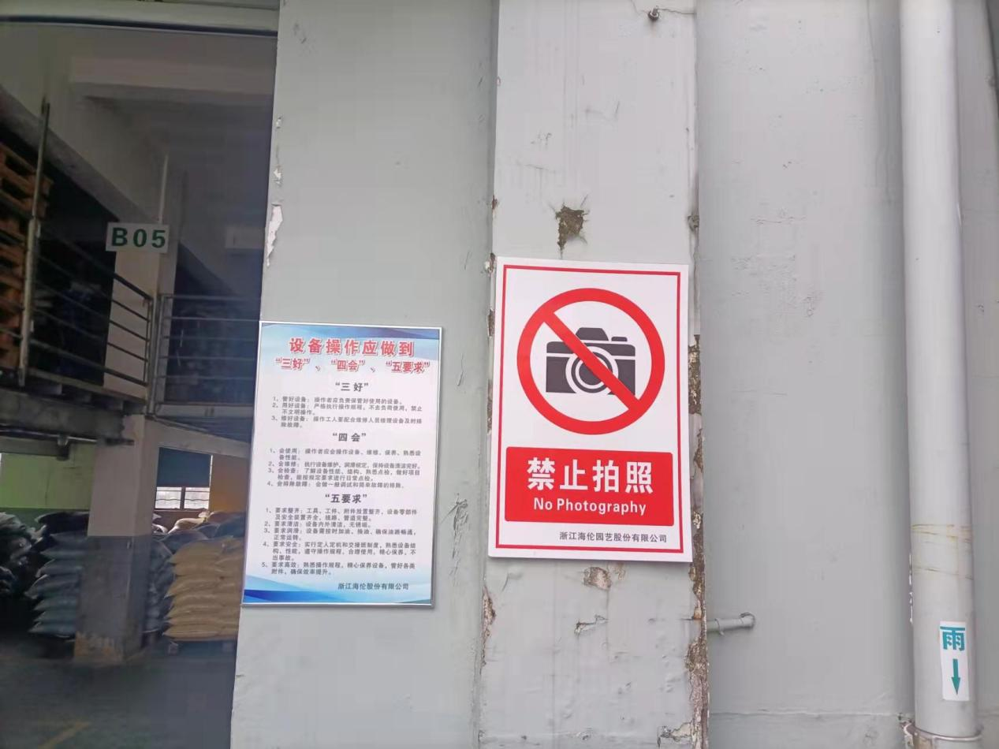 B05
设备操作应做到
“三好”、“四会”、“五要求”
“三好”
1、管好设备：操作者应负责保管好使用的设备。
2、用好设备：严格执行操作规程，不去负荷使用，禁止
不文明操作。
3、修好设备：操作工人要配合维修人员修理设备及时排
除故障。
“四会”
1、会使用：操作者应会操作设备、维修、保养、熟悉设
备性能。
2、会维修：执行设备维护，润滑规定，保持设备清洁完好。
3、会检查：了解设备性能、结构、熟悉点检，做好项目
检查，能按规定要求进行日常点检。
4、会排除故障：会做一般调试和简单故障的排除。
“五要求”
1、要求整齐：工具、工件、附件放置整齐，设备零部件
及安全装置齐全，线路、管道完整。
2、要求清洁：设备内外清洁，无锈垢。
3、要求润滑：设备需按时加油、换油，确保油路畅通，
正常运转。
4、要求安全：实行定人定机和交接班制度，熟悉设备结
构、性能，遵守操作规程，合理使用，精心保养，不
出事故。
5、要求高效：熟悉操作规程，精心保养设备，管好各类
附件，确保效率提升。
浙江海伦股份有限公司
禁止拍照
No Photography
浙江海伦园艺股份有限公司
雨